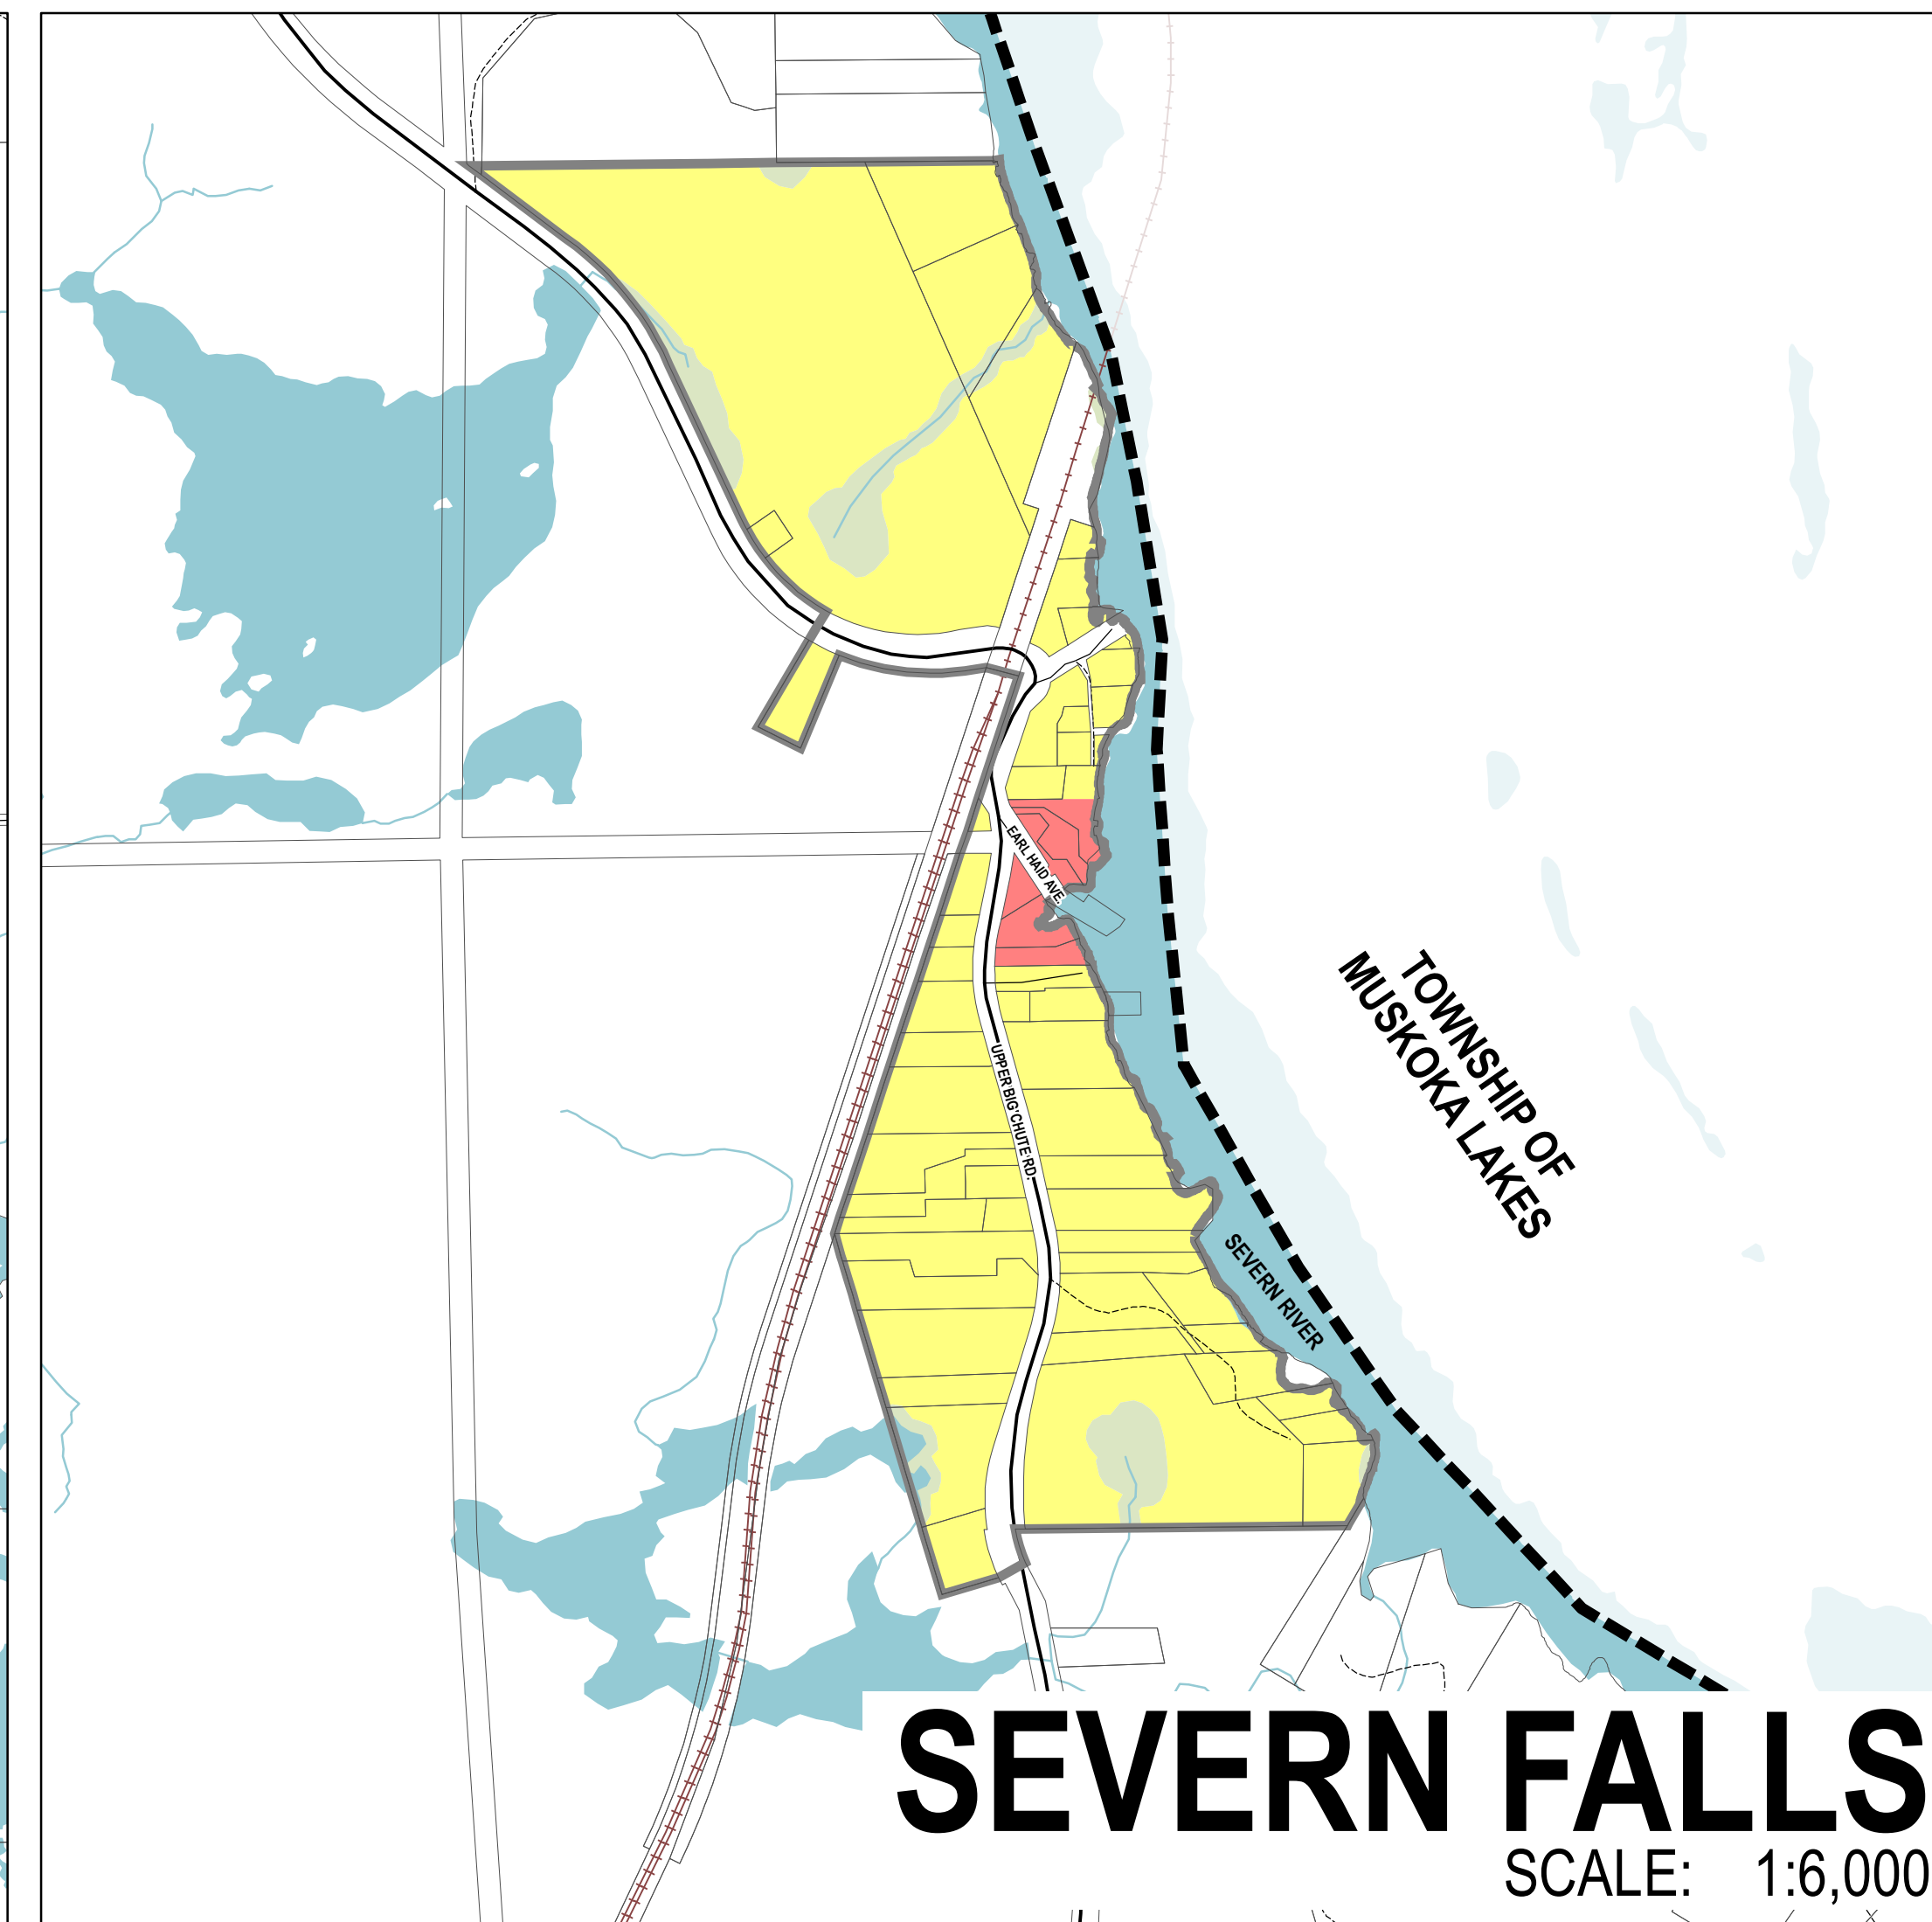 EARL HAID AVE.
TOWNSHIP OF
MUSKOKA LAKES
UPPER BIG CHUTE RD.
SEVERN RIVER
SEVERN FALLS
SCALE: 1:6,000